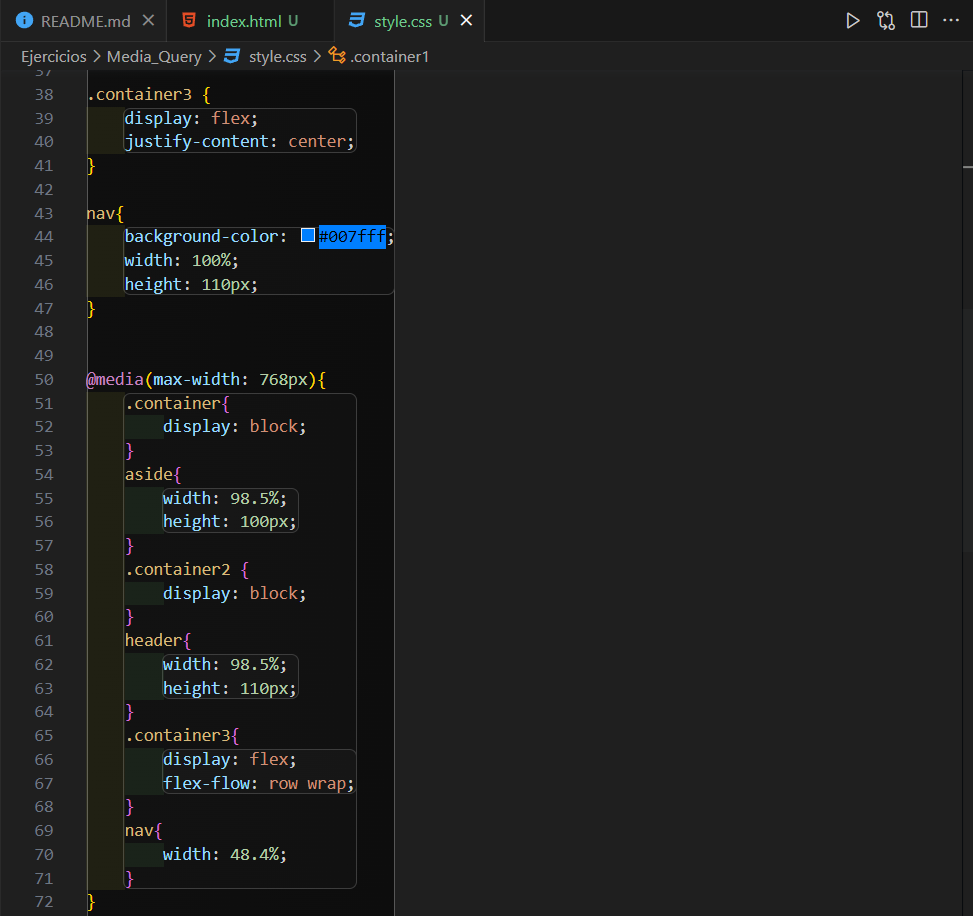 README.md
index.html U
style.css U
Ejercicios > Media_Query > style.css > .container1
37
38 .container3 {
39 display: flex;
40 justify-content: center;
41 }
42
43 nav{
44 background-color: #007fff;
45 width: 100%;
46 height: 110px;
47 }
48
49
50 @media(max-width: 768px){
51 .container{
52 display: block;
53 }
54 aside{
55 width: 98.5%;
56 height: 100px;
57 }
58 .container2 {
59 display: block;
60 }
61 header{
62 width: 98.5%;
63 height: 110px;
64 }
65 .container3{
66 display: flex;
67 flex-flow: row wrap;
68 }
69 nav{
70 width: 48.4%;
71 }
72 }